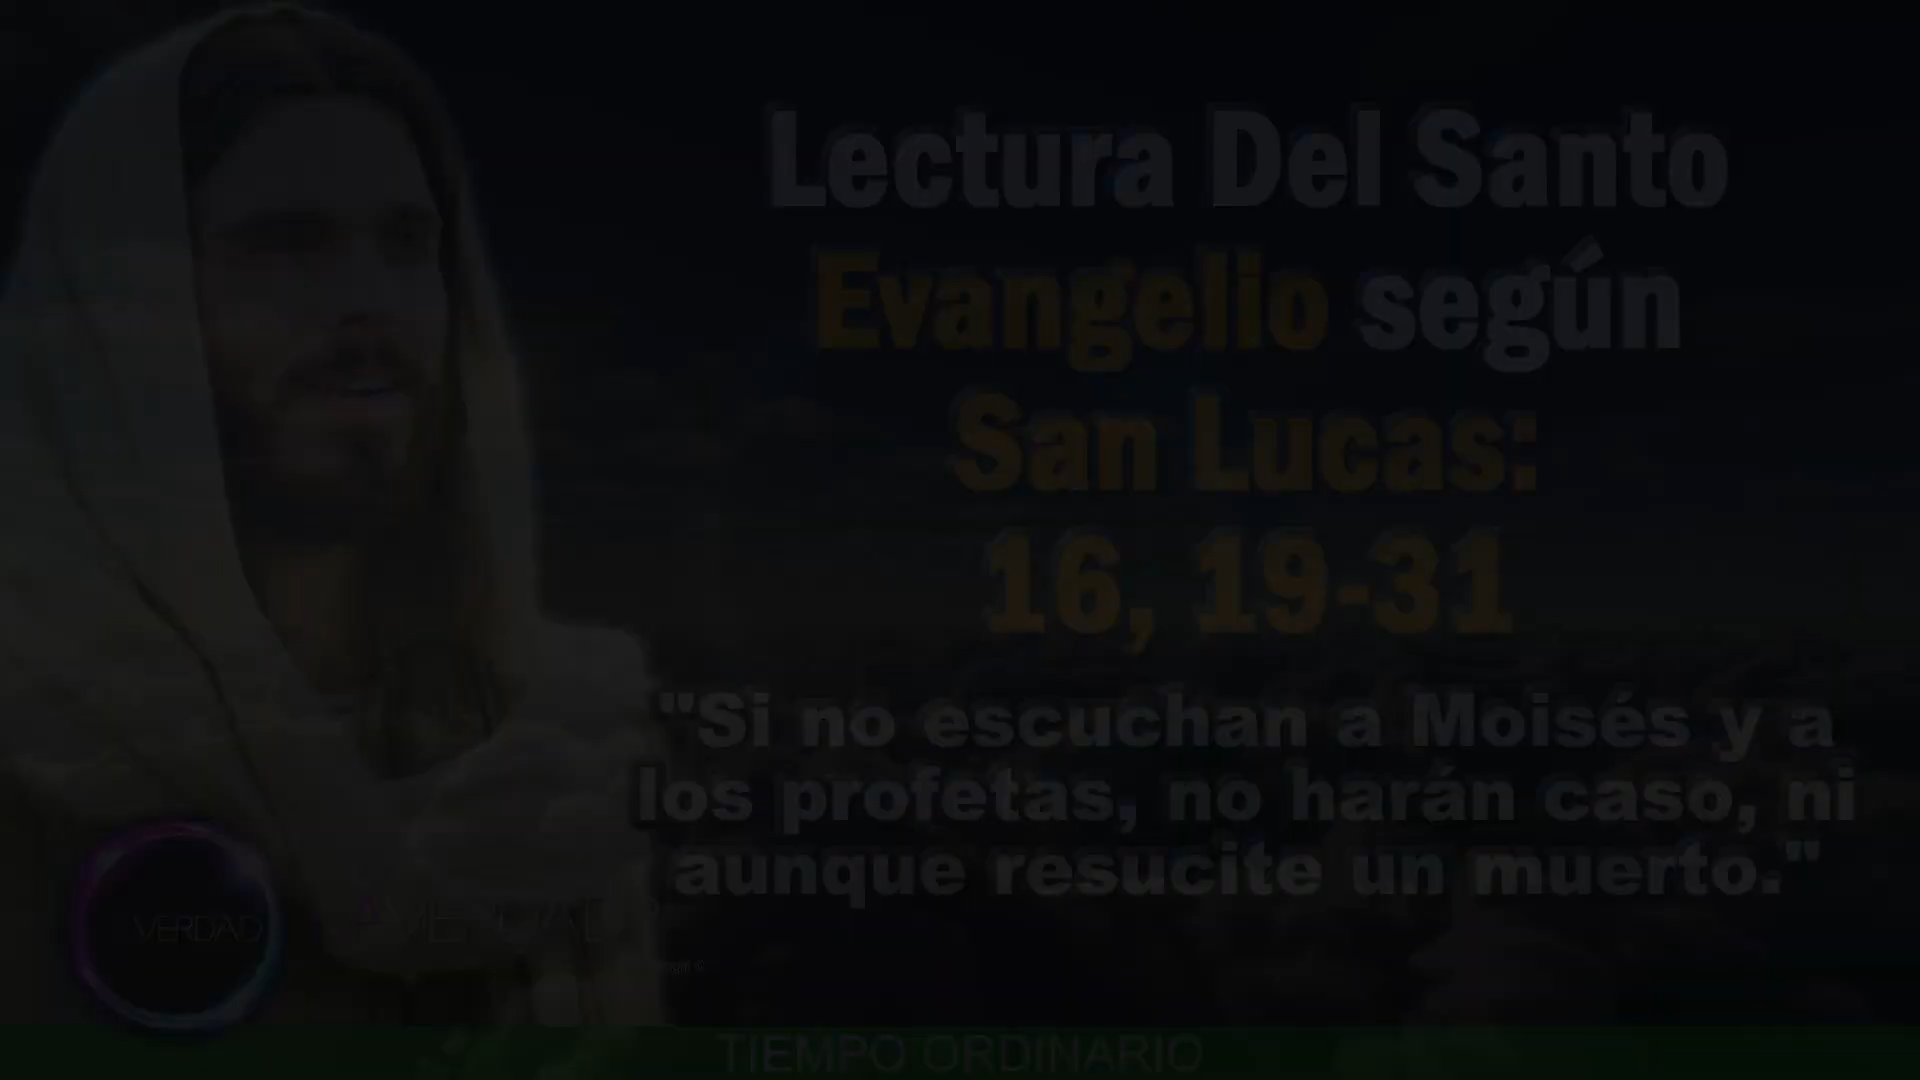 Lectura Del Santo
Evangelio según
San Lucas:
16, 19-31
"Si no escuchan a Moisés y a
los profetas, no harán caso, ni
aunque resucite un muerto."
VERDAD
VERDAD
TIEMPO ORDINARIO